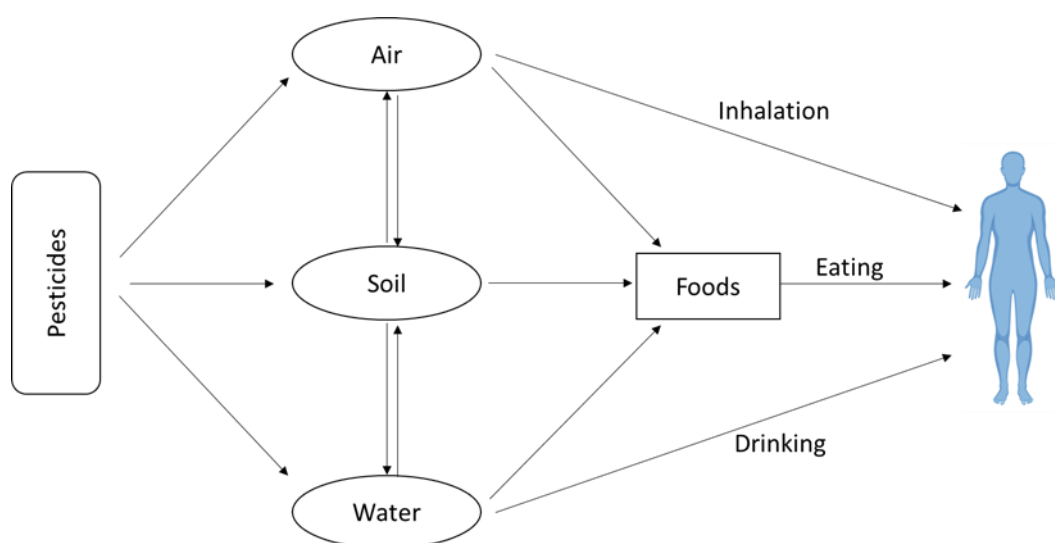 Air
Inhalation
Pesticides
Soil
Foods
Eating
Water
Drinking